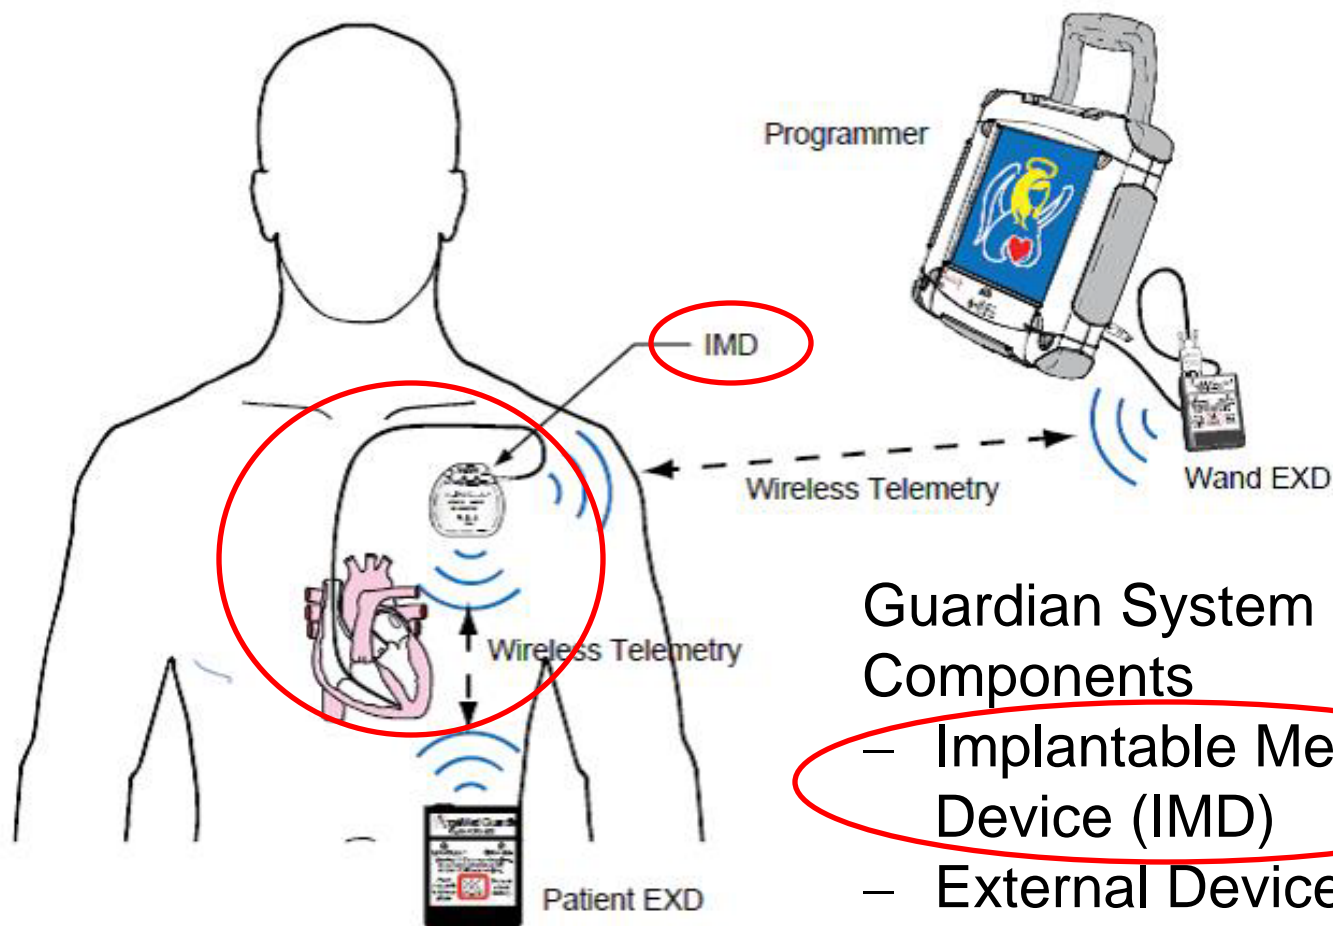 Programmer
IMD
Wireless Telemetry
Wand EXD
Wireless Telemetry
Patient EXD
Guardian System
Components
– Implantable Me
Device (IMD)
– External Device